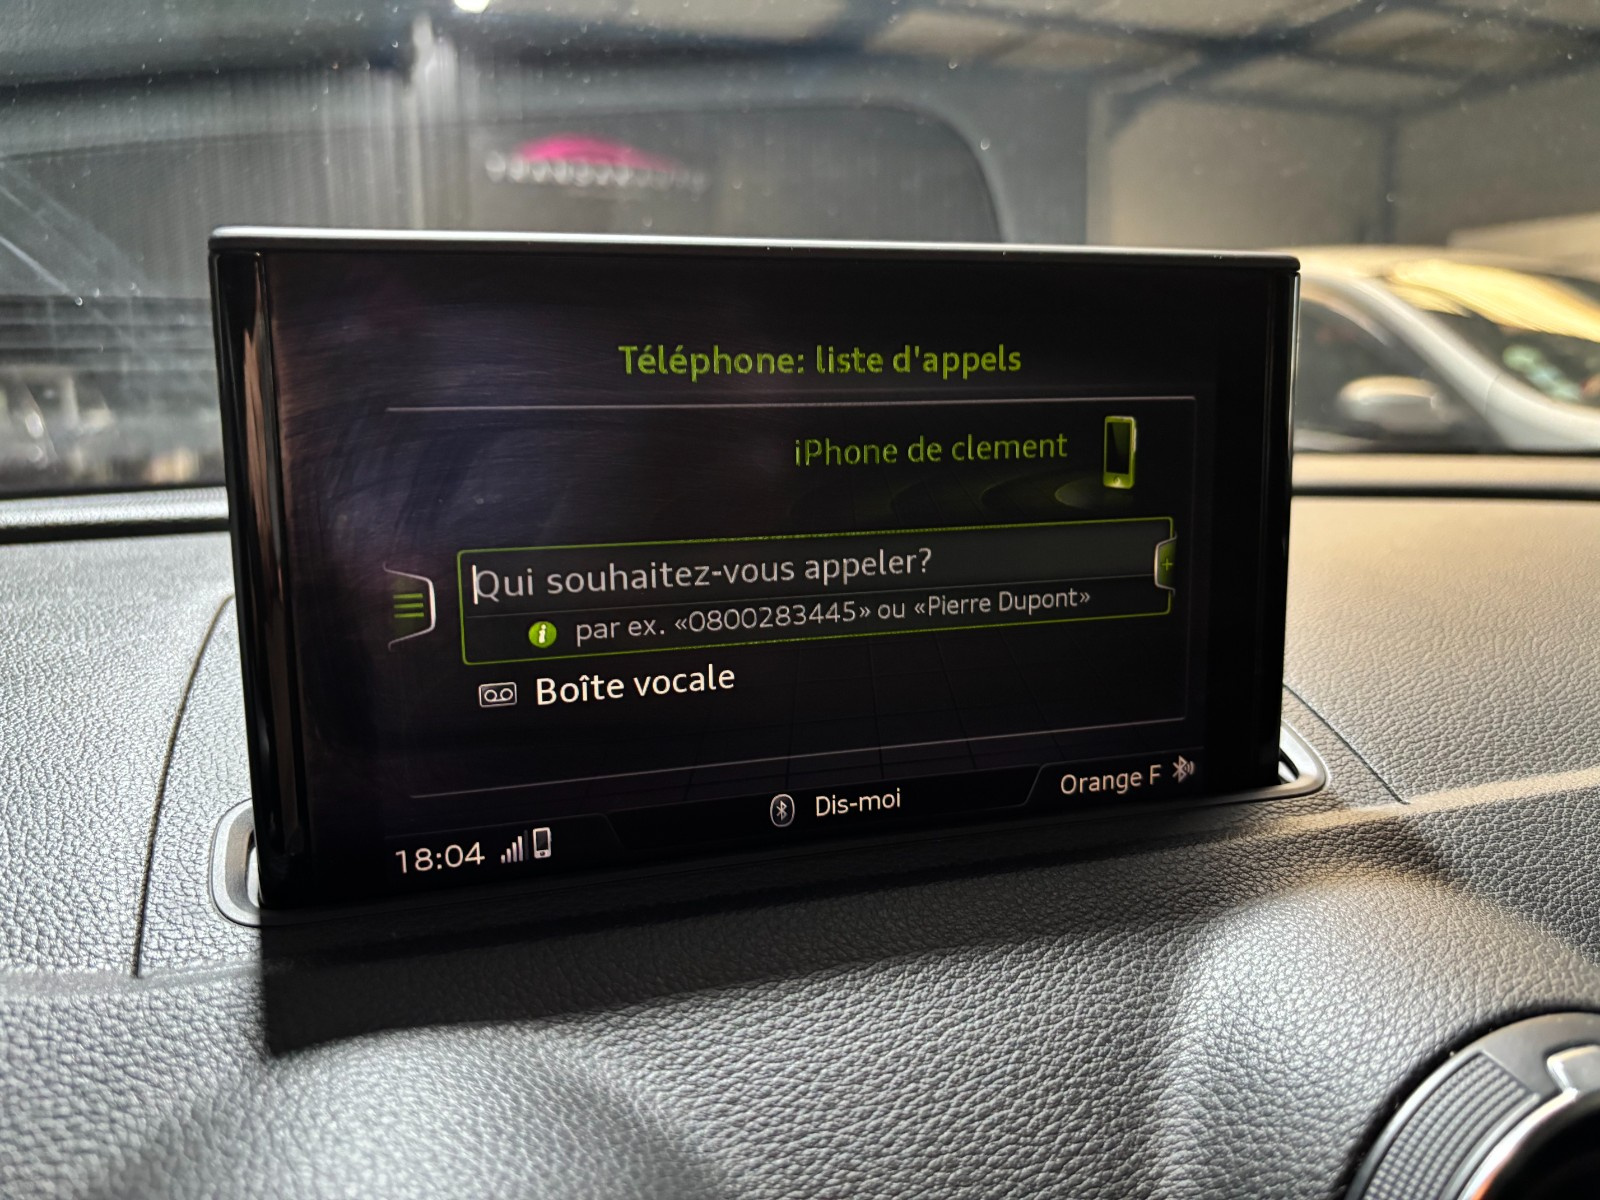 Téléphone: liste d'appels
iPhone de clement
Qui souhaitez-vous appeler?
par ex. «0800283445» ou «Pierre Dupont»
Boîte vocale
18:04
Dis-moi
Orange F